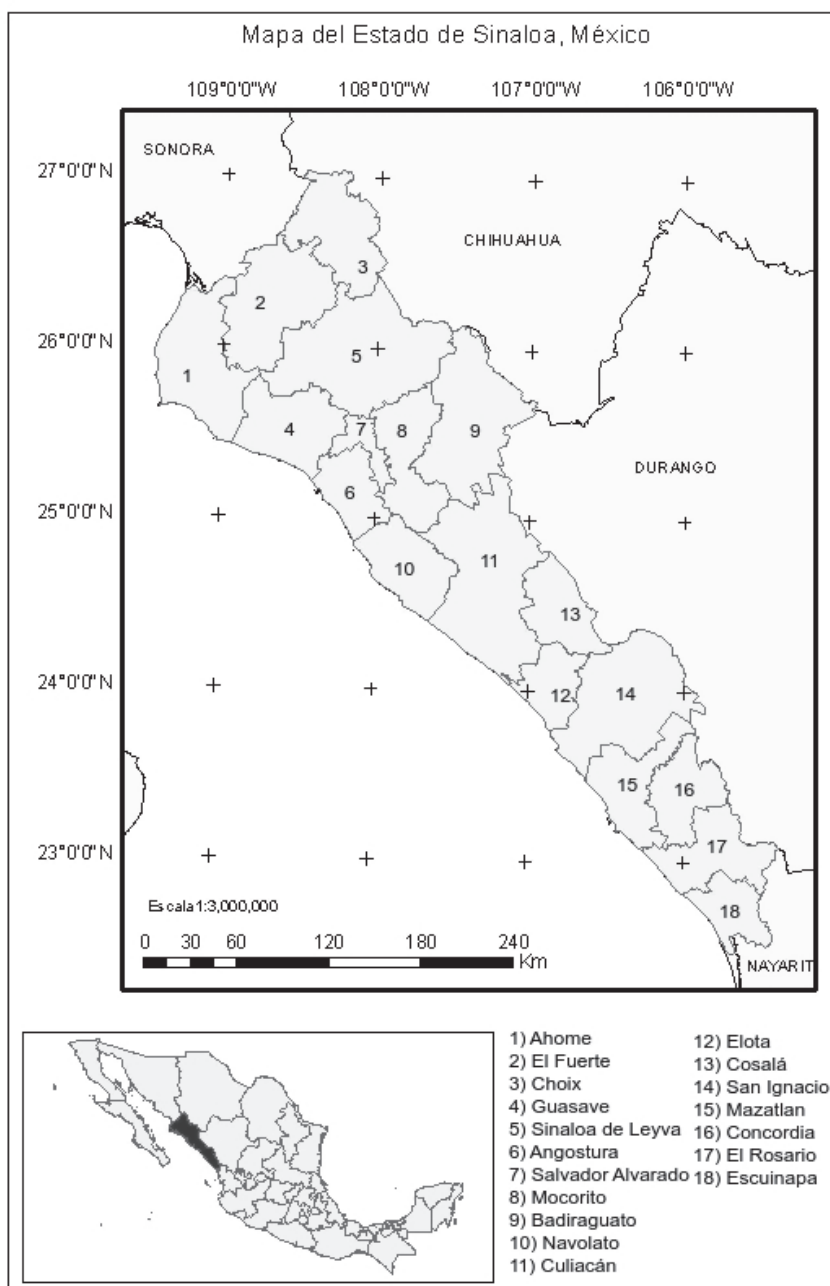 Mapa del Estado de Sinaloa, México
109°0'0"W 108°0'0"W 107°0'0"W 106°0'0"W
27°0'0"N
26°0'0"N
25°0'0"N
24°0'0"N
23°0'0"N
SONORA
CHIHUAHUA
DURANGO
NAYARIT
1
2
3
4
5
6
7
8
9
10
11
12
13
14
15
16
17
18
Escala1:3,000,000
0 30 60 120 180 240
Km
1) Ahome
2) El Fuerte
3) Choix
4) Guasave
5) Sinaloa de Leyva
6) Angostura
7) Salvador Alvarado
8) Mocorito
9) Badiraguato
10) Navolato
11) Culiacán
12) Elota
13) Cosalá
14) San Ignacio
15) Mazatlan
16) Concordia
17) El Rosario
18) Escuinapa